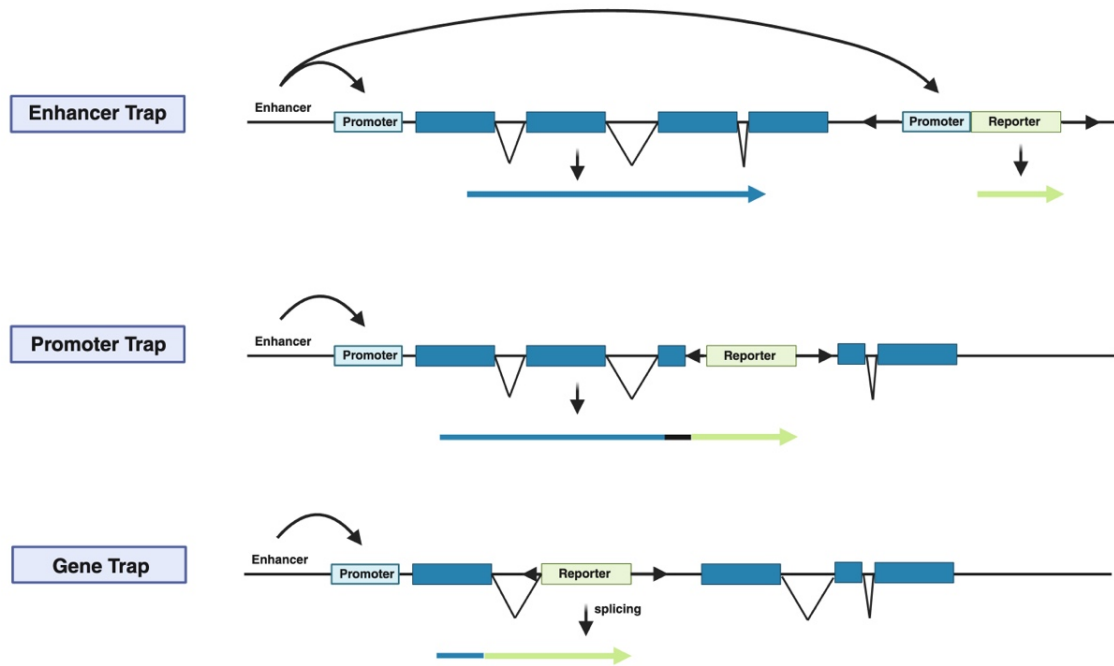 Enhancer Trap
Enhancer
Promoter
Promoter
Reporter
Promoter Trap
Enhancer
Promoter
Reporter
Gene Trap
Enhancer
Promoter
Reporter
splicing